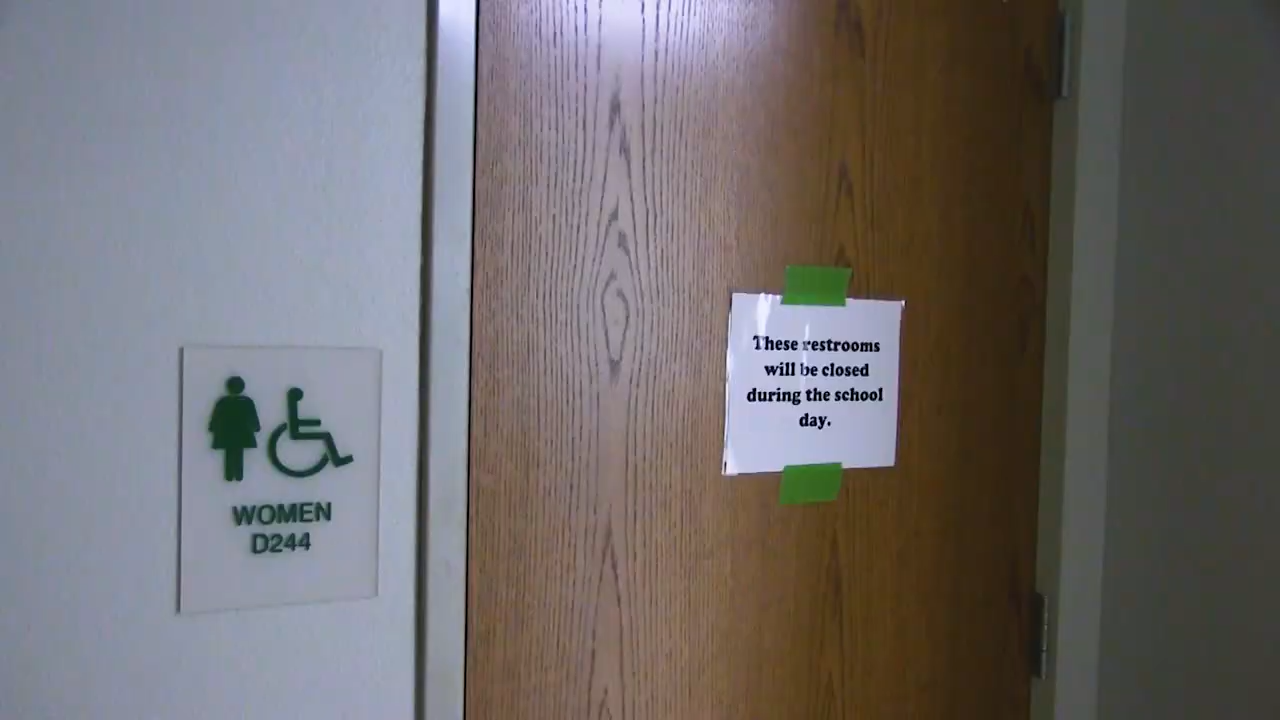 WOMEN
D244
These restrooms
will be closed
during the school
day.